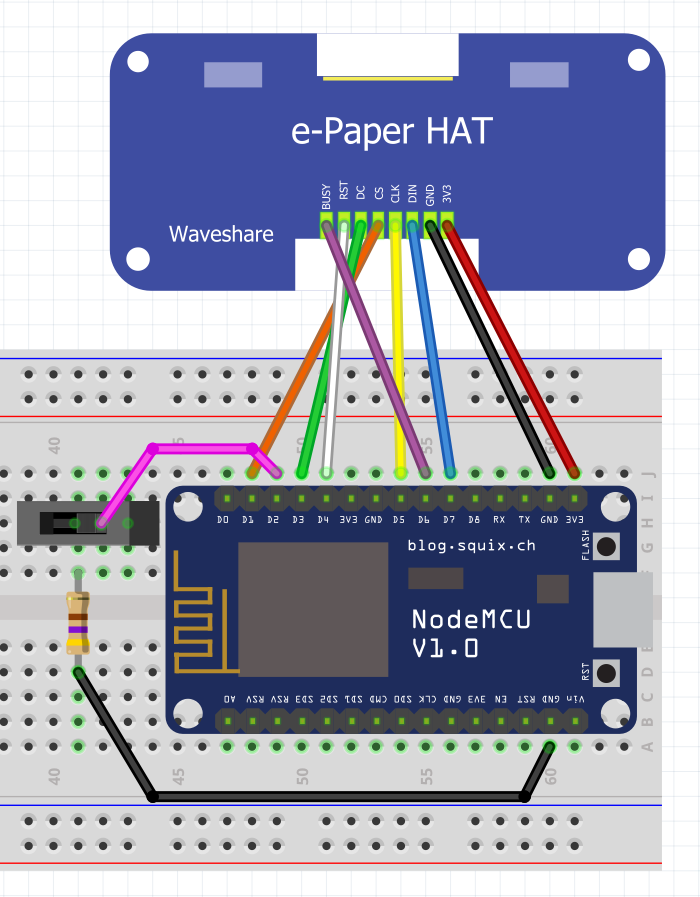 e-Paper HAT
BUSY RST DC CS CLK DIN GND 3V3
Waveshare
40 45 50 55 60
J
I
H
G
F
E
D
C
B
A
D0 D1 D2 D3 D4 3V3 GND D5 D6 D7 D8 RX TX GND 3V3
FLASH
blog.squix.ch
NodeMCU
V1.0
RST
A0 RSV RSV SD3 SD2 SD1 CMD SD0 CLK GND 3V3 EN RST GND Vin
40 45 50 55 60